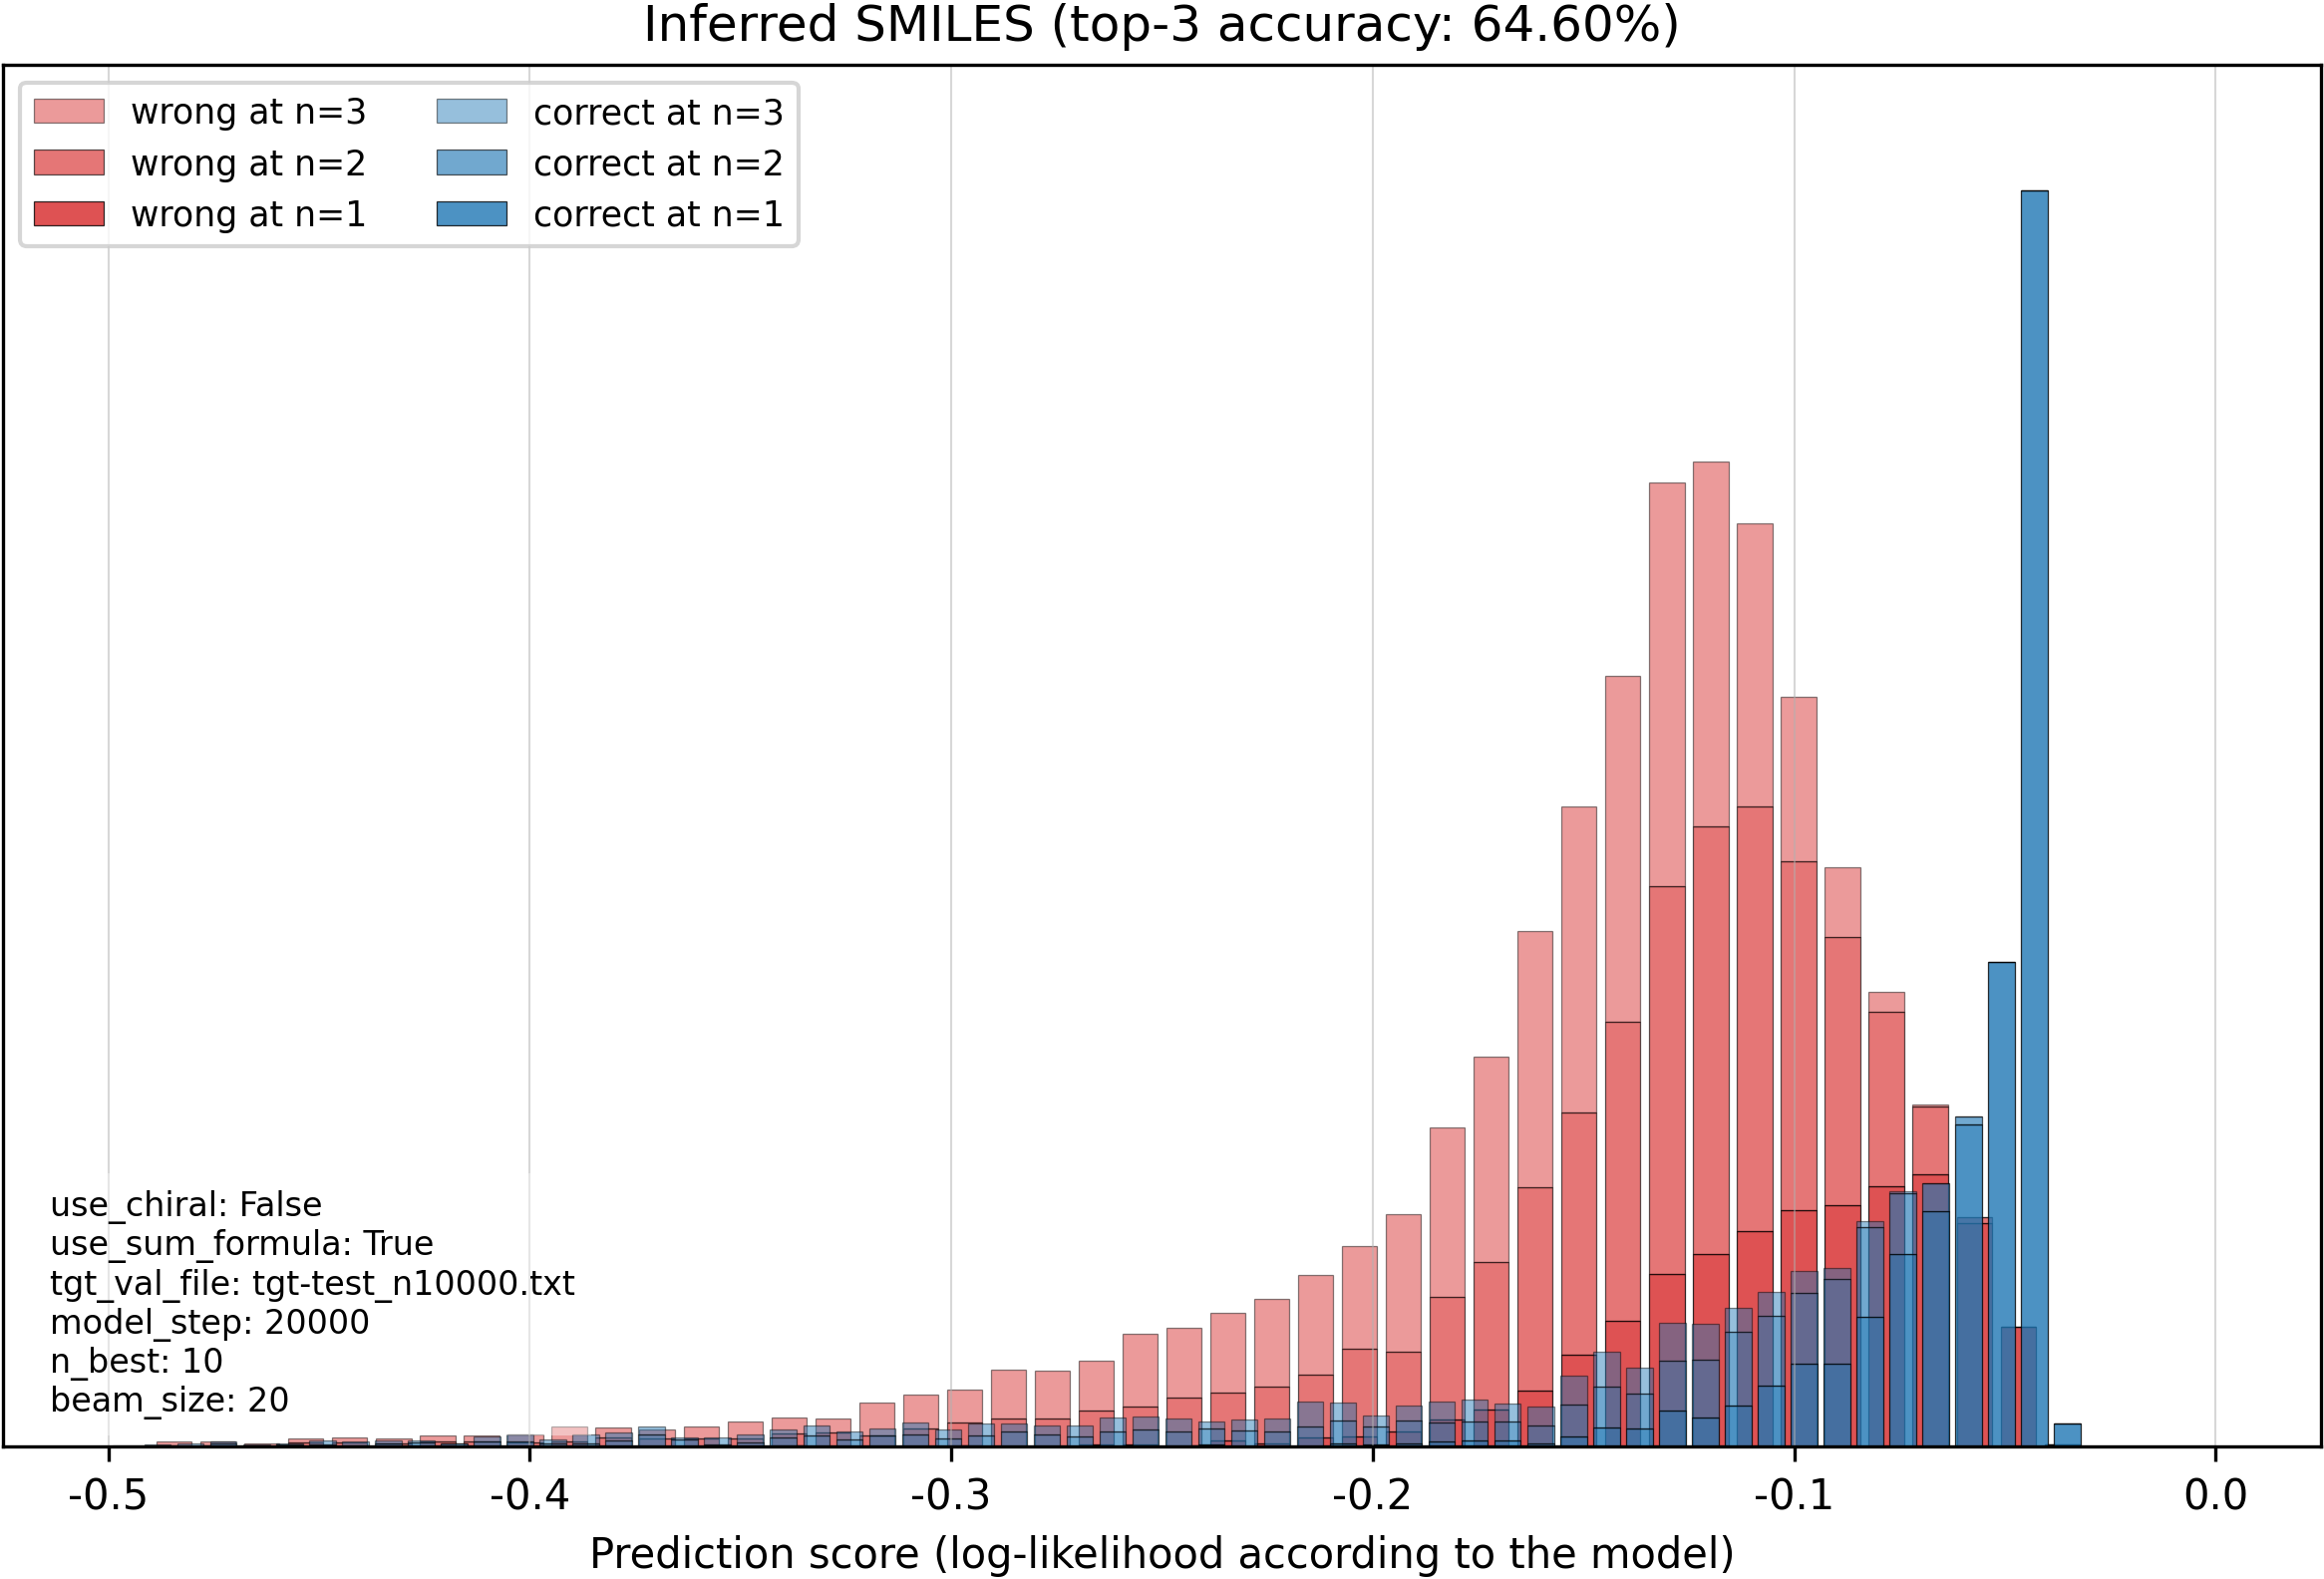 Inferred SMILES (top-3 accuracy: 64.60%)
wrong at n=3
wrong at n=2
wrong at n=1
correct at n=3
correct at n=2
correct at n=1
use_chiral: False
use_sum_formula: True
tgt_val_file: tgt-test_n10000.txt
model_step: 20000
n_best: 10
beam_size: 20
-0.5 -0.4 -0.3 -0.2 -0.1 0.0
Prediction score (log-likelihood according to the model)